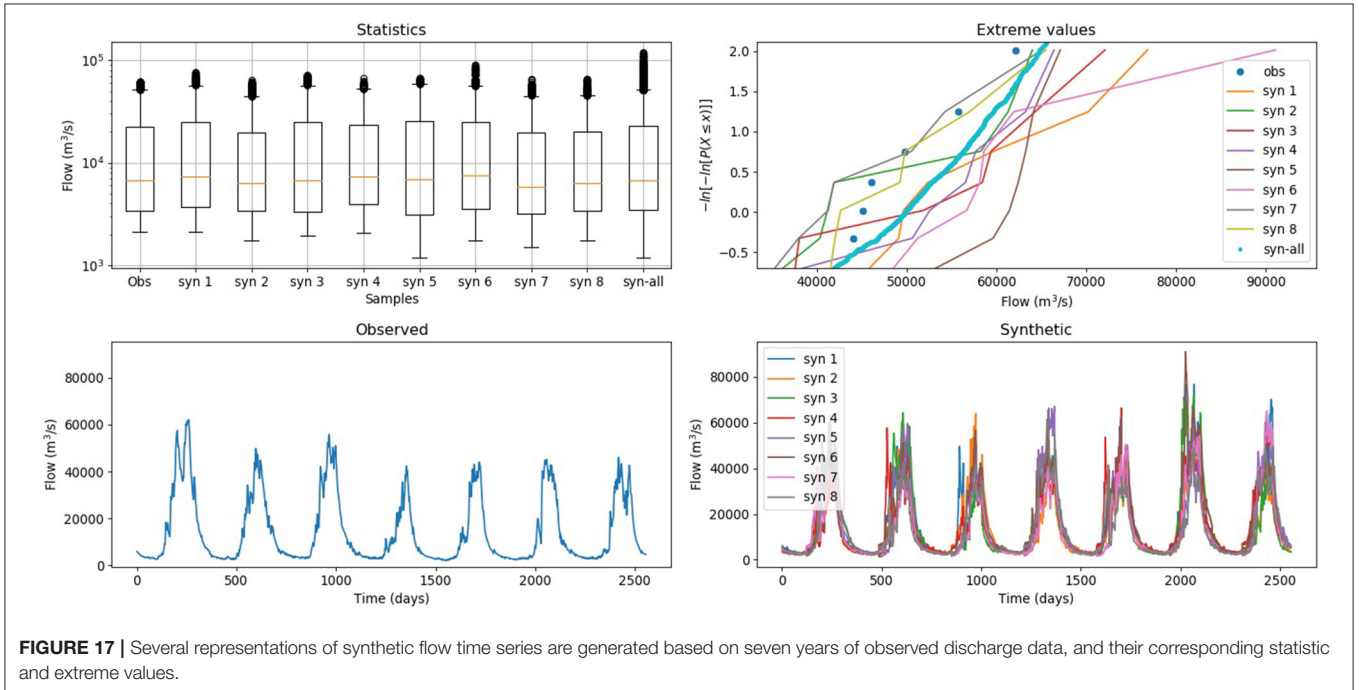 Statistics
10⁵
10⁴
10³
Flow (m³/s)
Obs syn 1 syn 2 syn 3 syn 4 syn 5 syn 6 syn 7 syn 8 syn-all
Samples
Extreme values
2.0
1.5
1.0
0.5
0.0
−0.5
−ln[−ln[P(X ≤ x)]]
obs
syn 1
syn 2
syn 3
syn 4
syn 5
syn 6
syn 7
syn 8
syn-all
40000 50000 60000 70000 80000 90000
Flow (m³/s)
Observed
80000
60000
40000
20000
0
Flow (m³/s)
0 500 1000 1500 2000 2500
Time (days)
Synthetic
80000
60000
40000
20000
0
Flow (m³/s)
syn 1
syn 2
syn 3
syn 4
syn 5
syn 6
syn 7
syn 8
0 500 1000 1500 2000 2500
Time (days)
FIGURE 17 | Several representations of synthetic flow time series are generated based on seven years of observed discharge data, and their corresponding statistic
and extreme values.